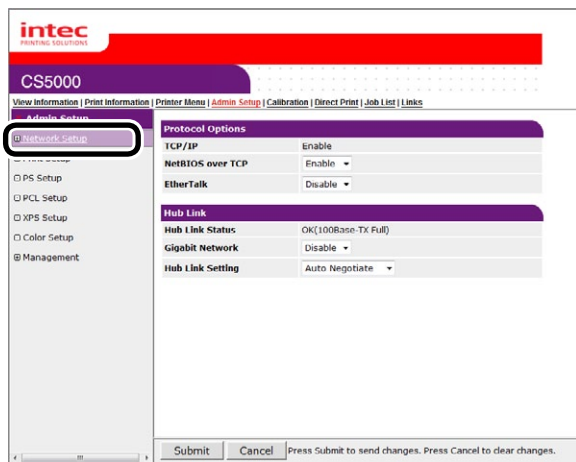 intec
PRINTING SOLUTIONS
CS5000
View Information | Print Information | Printer Menu | Admin Setup | Calibration | Direct Print | Job List | Links
Admin Setup
Network Setup
Print Setup
PS Setup
PCL Setup
XPS Setup
Color Setup
Management
Protocol Options
TCP/IP Enable
NetBIOS over TCP Enable
EtherTalk Disable
Hub Link
Hub Link Status OK(100Base-TX Full)
Gigabit Network Disable
Hub Link Setting Auto Negotiate
Submit Cancel Press Submit to send changes. Press Cancel to clear changes.